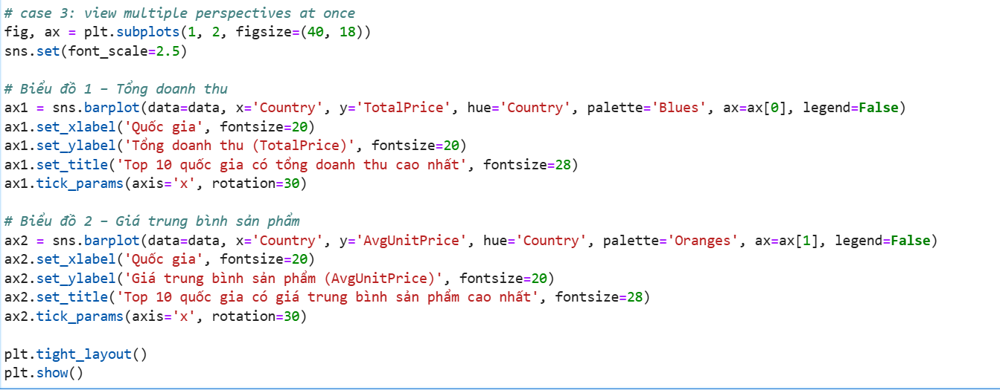 # case 3: view multiple perspectives at once
fig, ax = plt.subplots(1, 2, figsize=(40, 18))
sns.set(font_scale=2.5)

# Biểu đồ 1 – Tổng doanh thu
ax1 = sns.barplot(data=data, x='Country', y='TotalPrice', hue='Country', palette='Blues', ax=ax[0], legend=False)
ax1.set_xlabel('Quốc gia', fontsize=20)
ax1.set_ylabel('Tổng doanh thu (TotalPrice)', fontsize=20)
ax1.set_title('Top 10 quốc gia có tổng doanh thu cao nhất', fontsize=28)
ax1.tick_params(axis='x', rotation=30)

# Biểu đồ 2 – Giá trung bình sản phẩm
ax2 = sns.barplot(data=data, x='Country', y='AvgUnitPrice', hue='Country', palette='Oranges', ax=ax[1], legend=False)
ax2.set_xlabel('Quốc gia', fontsize=20)
ax2.set_ylabel('Giá trung bình sản phẩm (AvgUnitPrice)', fontsize=20)
ax2.set_title('Top 10 quốc gia có giá trung bình sản phẩm cao nhất', fontsize=28)
ax2.tick_params(axis='x', rotation=30)

plt.tight_layout()
plt.show()